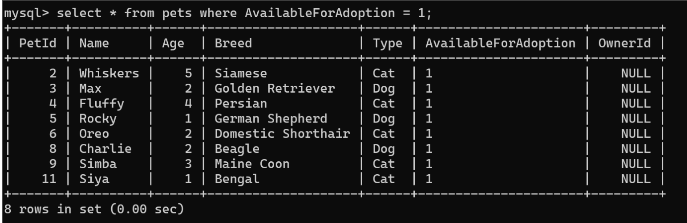 mysql> select * from pets where AvailableForAdoption = 1;
+-------+----------+------+--------------------+------+----------------------+---------+
| PetId | Name     | Age  | Breed              | Type | AvailableForAdoption | OwnerId |
+-------+----------+------+--------------------+------+----------------------+---------+
|     2 | Whiskers |    5 | Siamese            | Cat  | 1                    |    NULL |
|     3 | Max      |    2 | Golden Retriever   | Dog  | 1                    |    NULL |
|     4 | Fluffy   |    4 | Persian            | Cat  | 1                    |    NULL |
|     5 | Rocky    |    1 | German Shepherd    | Dog  | 1                    |    NULL |
|     6 | Oreo     |    2 | Domestic Shorthair | Cat  | 1                    |    NULL |
|     8 | Charlie  |    2 | Beagle             | Dog  | 1                    |    NULL |
|     9 | Simba    |    3 | Maine Coon         | Cat  | 1                    |    NULL |
|    11 | Siya     |    1 | Bengal             | Cat  | 1                    |    NULL |
+-------+----------+------+--------------------+------+----------------------+---------+
8 rows in set (0.00 sec)